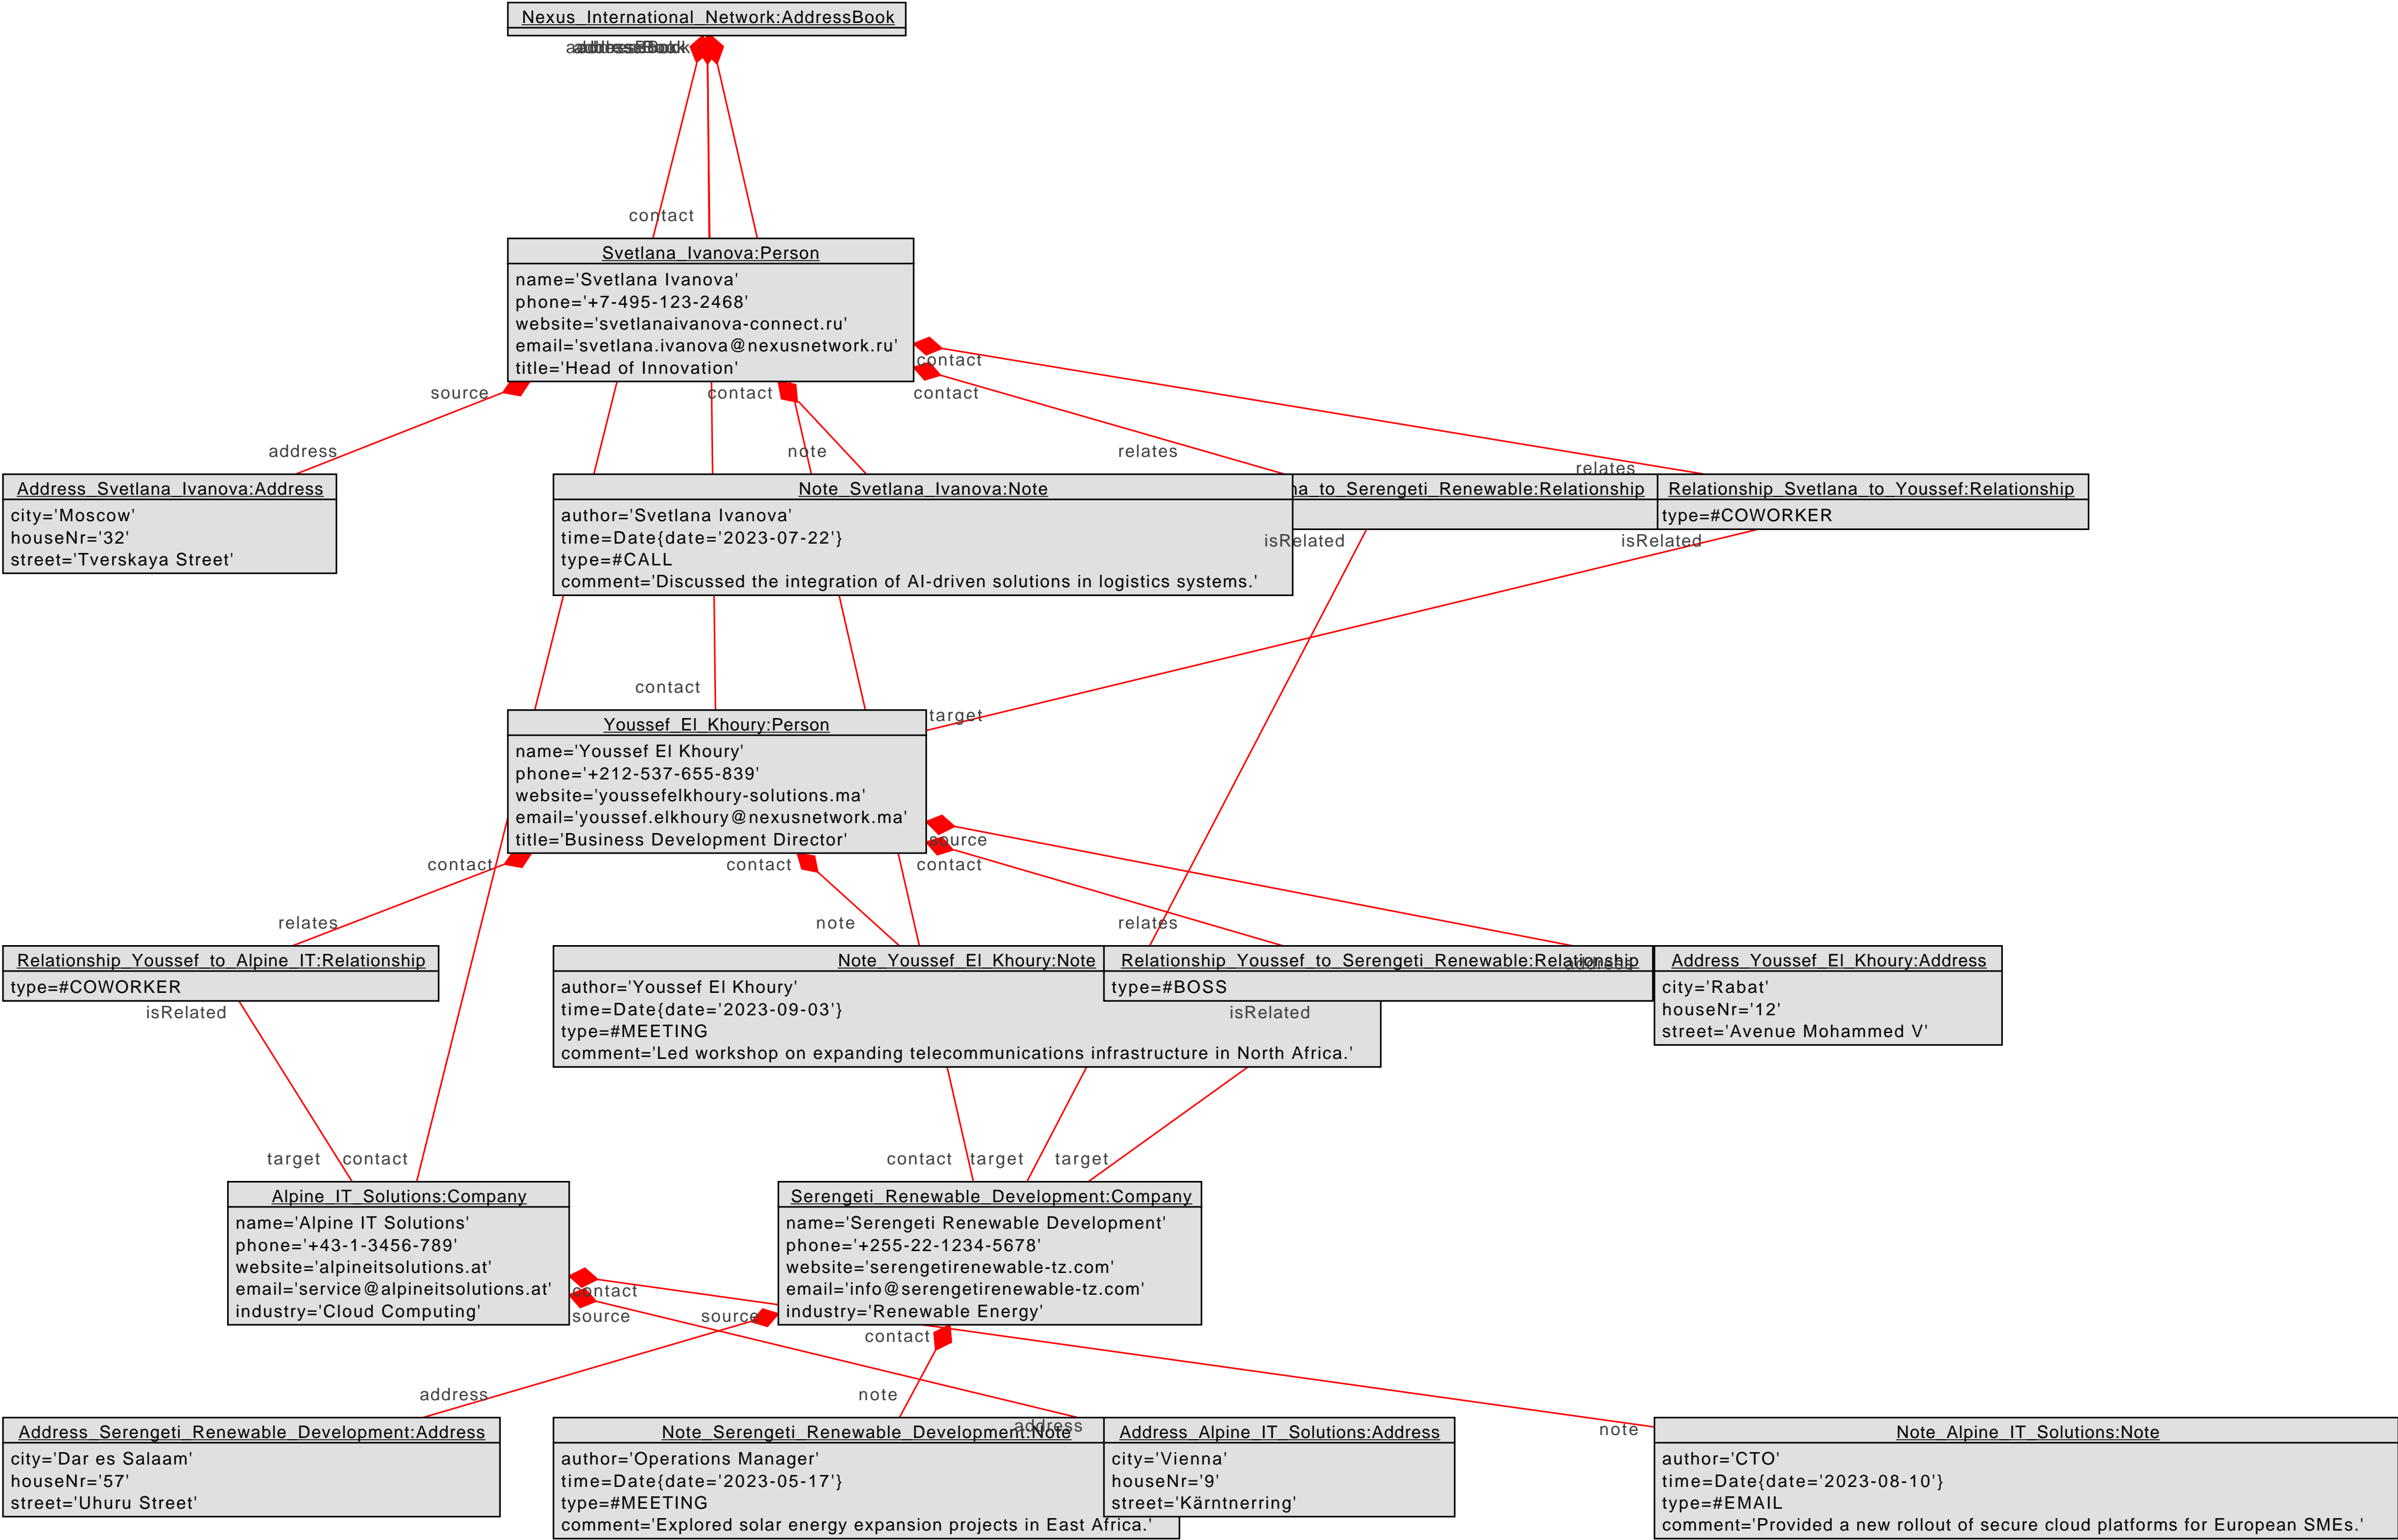 Nexus_International_Network:AddressBook
addressBook
contact
Svetlana_Ivanova:Person
name='Svetlana Ivanova'
phone='+7-495-123-2468'
website='svetlanaivanova-connect.ru'
email='svetlana.ivanova@nexusnetwork.ru'
title='Head of Innovation'
contact
source
contact
contact
address
note
relates
relates
Address_Svetlana_Ivanova:Address
city='Moscow'
houseNr='32'
street='Tverskaya Street'
Note_Svetlana_Ivanova:Note
author='Svetlana Ivanova'
time=Date{date='2023-07-22'}
type=#CALL
comment='Discussed the integration of AI-driven solutions in logistics systems.'
na_to_Serengeti_Renewable:Relationship
Relationship_Svetlana_to_Youssef:Relationship
type=#COWORKER
isRelated
isRelated
contact
target
Youssef_El_Khoury:Person
name='Youssef El Khoury'
phone='+212-537-655-839'
website='youssefelkhoury-solutions.ma'
email='youssef.elkhoury@nexusnetwork.ma'
title='Business Development Director'
source
contact
contact
contact
relates
note
relates
Relationship_Youssef_to_Alpine_IT:Relationship
type=#COWORKER
Note_Youssef_El_Khoury:Note
author='Youssef El Khoury'
time=Date{date='2023-09-03'}
type=#MEETING
comment='Led workshop on expanding telecommunications infrastructure in North Africa.'
Relationship_Youssef_to_Serengeti_Renewable:Relationship
type=#BOSS
address
Address_Youssef_El_Khoury:Address
city='Rabat'
houseNr='12'
street='Avenue Mohammed V'
isRelated
isRelated
target
contact
contact
target
target
Alpine_IT_Solutions:Company
name='Alpine IT Solutions'
phone='+43-1-3456-789'
website='alpineitsolutions.at'
email='service@alpineitsolutions.at'
industry='Cloud Computing'
Serengeti_Renewable_Development:Company
name='Serengeti Renewable Development'
phone='+255-22-1234-5678'
website='serengetirenewable-tz.com'
email='info@serengetirenewable-tz.com'
industry='Renewable Energy'
contact
source
source
contact
address
note
address
note
Address_Serengeti_Renewable_Development:Address
city='Dar es Salaam'
houseNr='57'
street='Uhuru Street'
Note_Serengeti_Renewable_Development:Note
author='Operations Manager'
time=Date{date='2023-05-17'}
type=#MEETING
comment='Explored solar energy expansion projects in East Africa.'
Address_Alpine_IT_Solutions:Address
city='Vienna'
houseNr='9'
street='Kärntnerring'
Note_Alpine_IT_Solutions:Note
author='CTO'
time=Date{date='2023-08-10'}
type=#EMAIL
comment='Provided a new rollout of secure cloud platforms for European SMEs.'